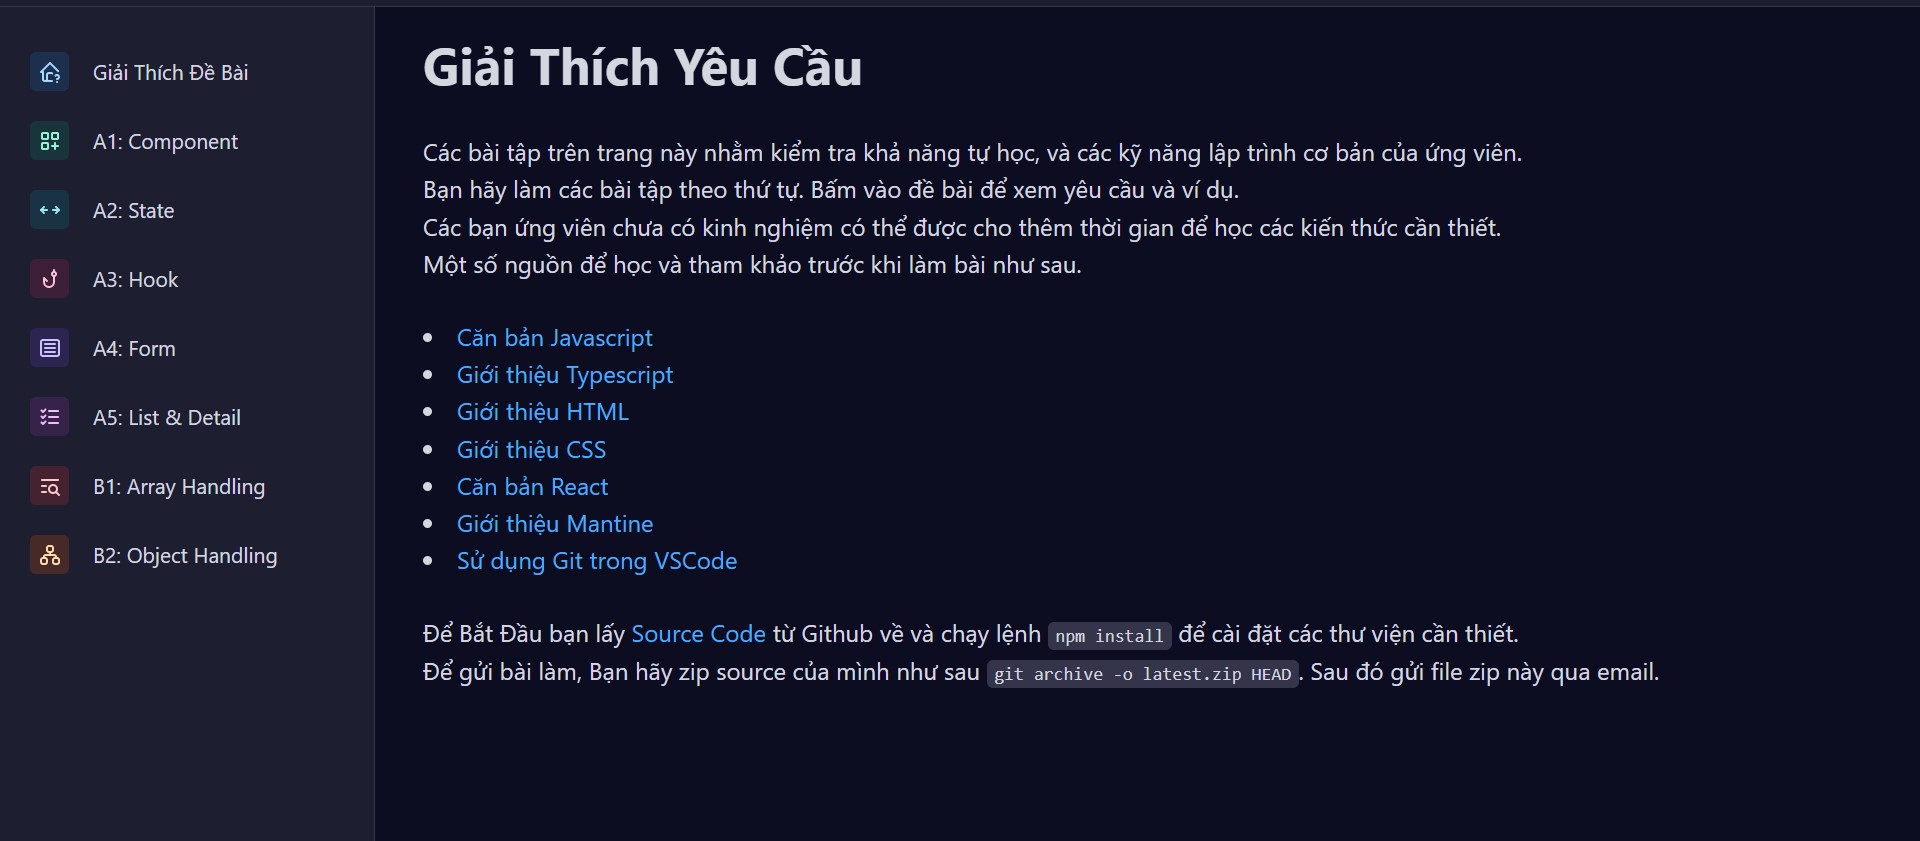 Giải Thích Đề Bài
A1: Component
A2: State
A3: Hook
A4: Form
A5: List & Detail
B1: Array Handling
B2: Object Handling
Giải Thích Yêu Cầu
Các bài tập trên trang này nhằm kiểm tra khả năng tự học, và các kỹ năng lập trình cơ bản của ứng viên.
Bạn hãy làm các bài tập theo thứ tự. Bấm vào đề bài để xem yêu cầu và ví dụ.
Các bạn ứng viên chưa có kinh nghiệm có thể được cho thêm thời gian để học các kiến thức cần thiết.
Một số nguồn để học và tham khảo trước khi làm bài như sau.
Căn bản Javascript
Giới thiệu Typescript
Giới thiệu HTML
Giới thiệu CSS
Căn bản React
Giới thiệu Mantine
Sử dụng Git trong VSCode
Để Bắt Đầu bạn lấy Source Code từ Github về và chạy lệnh npm install để cài đặt các thư viện cần thiết.
Để gửi bài làm, Bạn hãy zip source của mình như sau git archive -o latest.zip HEAD. Sau đó gửi file zip này qua email.